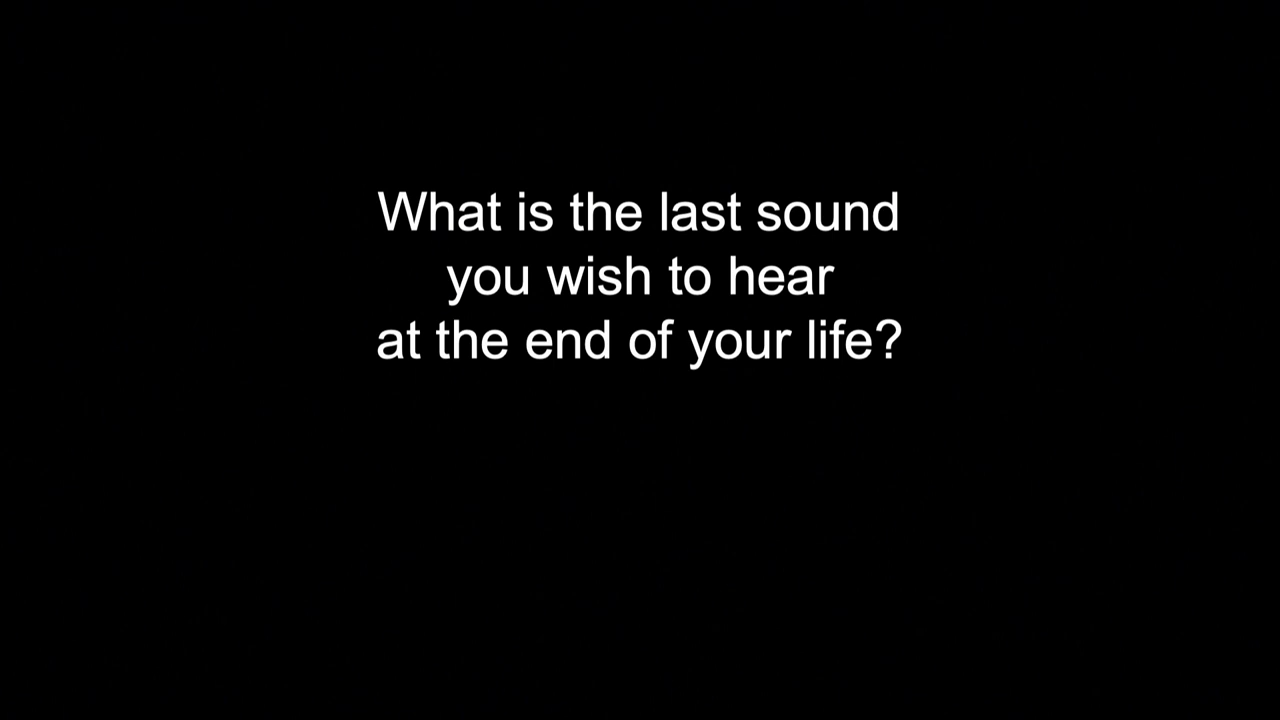 What is the last sound
you wish to hear
at the end of your life?